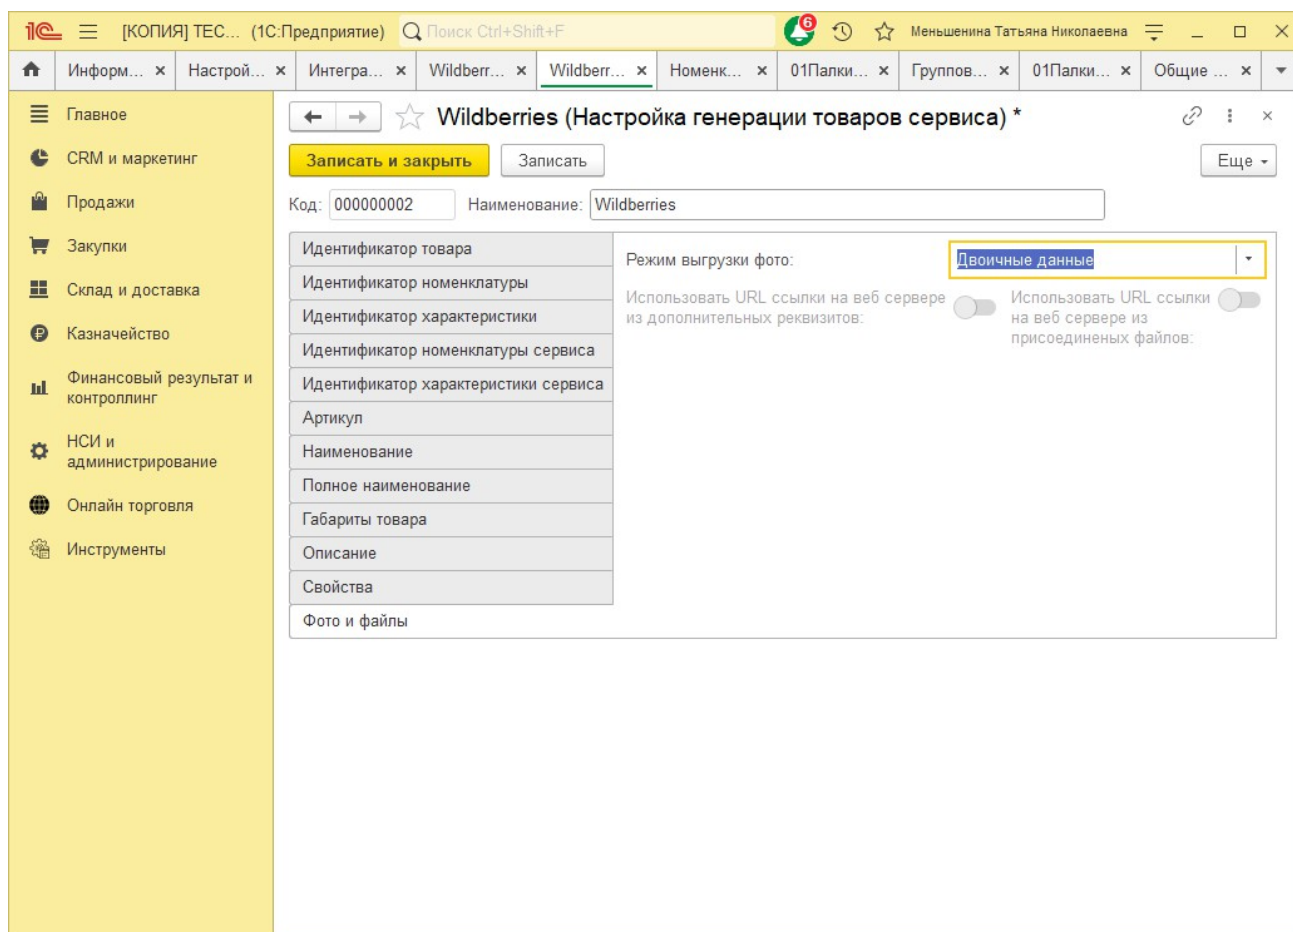 [КОПИЯ] ТЕС... (1С:Предприятие) Поиск Ctrl+Shift+F 6 Меньшенина Татьяна Николаевна
Информ... Настрой... Интегра... Wildberr... Wildberr... Номенк... 01Палки... Группов... 01Палки... Общие ...
Главное
CRM и маркетинг
Продажи
Закупки
Склад и доставка
Казначейство
Финансовый результат и
контроллинг
НСИ и
администрирование
Онлайн торговля
Инструменты
Wildberries (Настройка генерации товаров сервиса) *
Записать и закрыть Записать Еще
Код: 000000002 Наименование: Wildberries
Идентификатор товара
Идентификатор номенклатуры
Идентификатор характеристики
Идентификатор номенклатуры сервиса
Идентификатор характеристики сервиса
Артикул
Наименование
Полное наименование
Габариты товара
Описание
Свойства
Фото и файлы
Режим выгрузки фото: Двоичные данные
Использовать URL ссылки на веб сервере
из дополнительных реквизитов:
Использовать URL ссылки
на веб сервере из
присоединеных файлов: